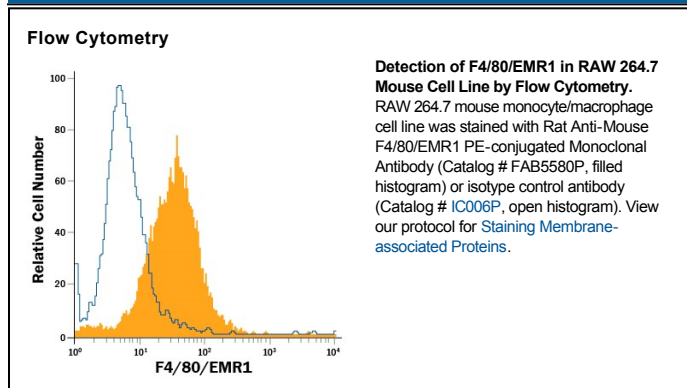 Flow Cytometry
Detection of F4/80/EMR1 in RAW 264.7
Mouse Cell Line by Flow Cytometry.
RAW 264.7 mouse monocyte/macrophage
cell line was stained with Rat Anti-Mouse
F4/80/EMR1 PE-conjugated Monoclonal
Antibody (Catalog # FAB5580P, filled
histogram) or isotype control antibody
(Catalog # IC006P, open histogram). View
our protocol for Staining Membrane-
associated Proteins.
Relative Cell Number
100
80
60
40
20
0
10⁰ 10¹ 10² 10³ 10⁴
F4/80/EMR1